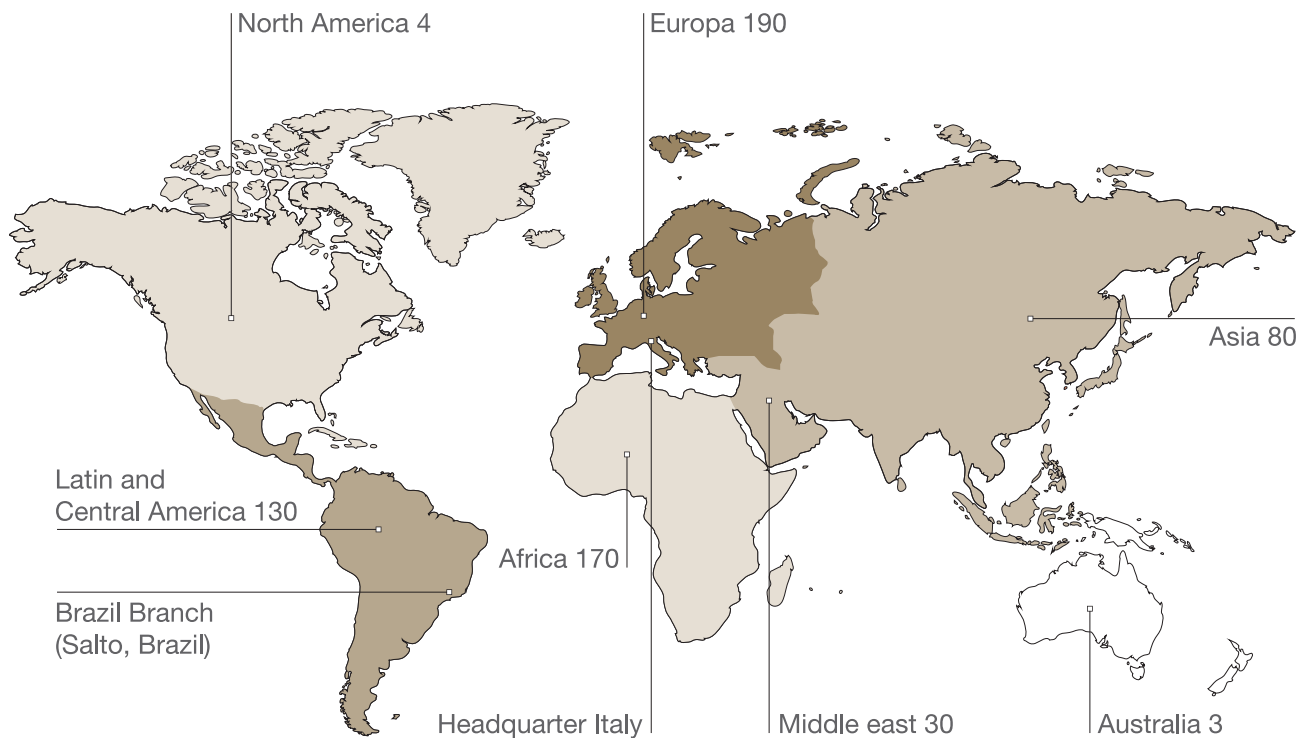 North America 4
Europa 190
Asia 80
Latin and
Central America 130
Africa 170
Brazil Branch
(Salto, Brazil)
Headquarter Italy
Middle east 30
Australia 3